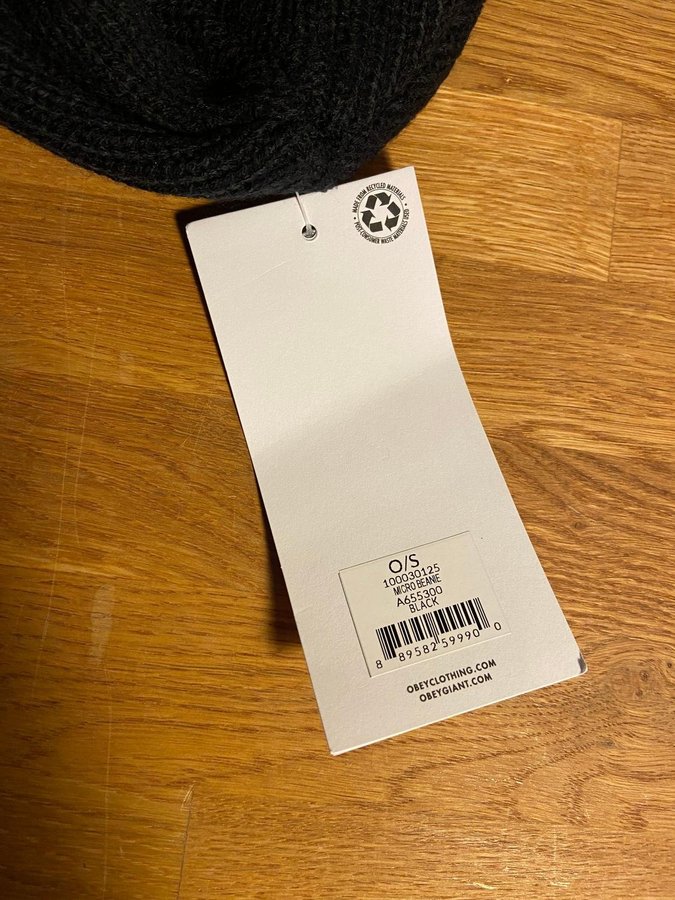 • MADE FROM RECYCLED MATERIALS •
POST-CONSUMER WASTE MATERIALS USED
O/S
100030125
MICRO BEANIE
A655300
BLACK
8 89582 59990 0
OBEYCLOTHING.COM
OBEYGIANT.COM